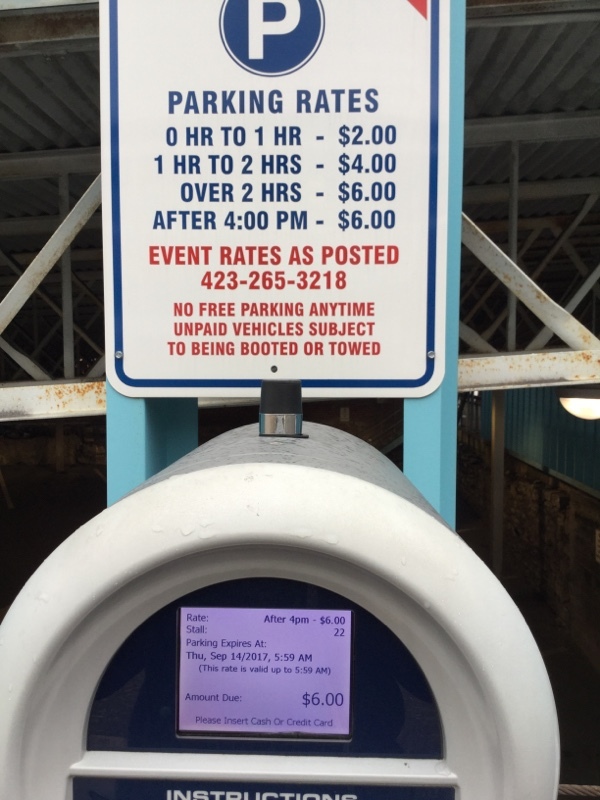 P
PARKING RATES
0 HR TO 1 HR - $2.00
1 HR TO 2 HRS - $4.00
OVER 2 HRS - $6.00
AFTER 4:00 PM - $6.00
EVENT RATES AS POSTED
423-265-3218
NO FREE PARKING ANYTIME
UNPAID VEHICLES SUBJECT
TO BEING BOOTED OR TOWED
Rate: After 4pm - $6.00
Stall: 22
Parking Expires At:
Thu, Sep 14/2017, 5:59 AM
(This rate is valid up to 5:59 AM)
Amount Due: $6.00
Please Insert Cash Or Credit Card
INSTRUCTIONS